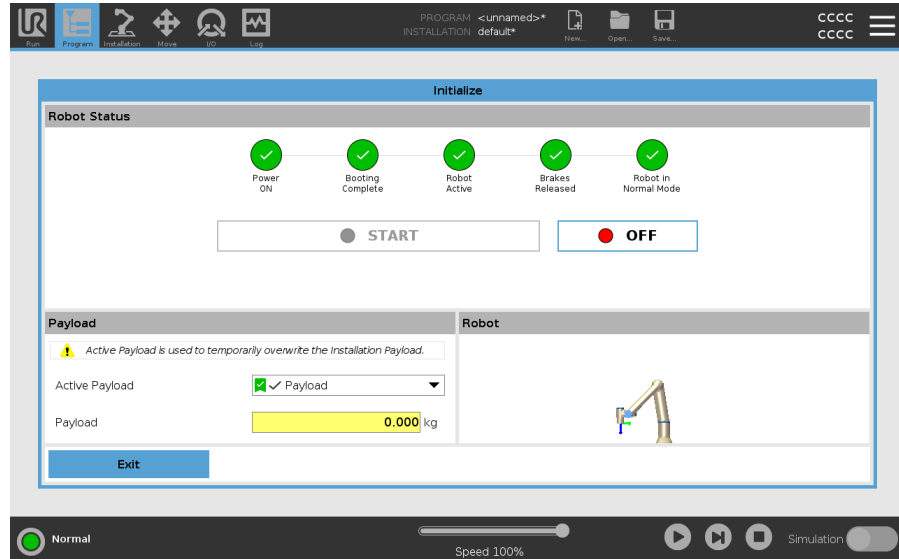 PROGRAM <unnamed>*
INSTALLATION default*
CCCC
CCCC
Run
Program
Installation
Move
I/O
Log
New...
Open...
Save...
Initialize
Robot Status
Power
ON
Booting
Complete
Robot
Active
Brakes
Released
Robot in
Normal Mode
START
OFF
Payload
Robot
Active Payload is used to temporarily overwrite the Installation Payload.
Active Payload
Payload
Payload
0.000 kg
Exit
Normal
Speed 100%
Simulation